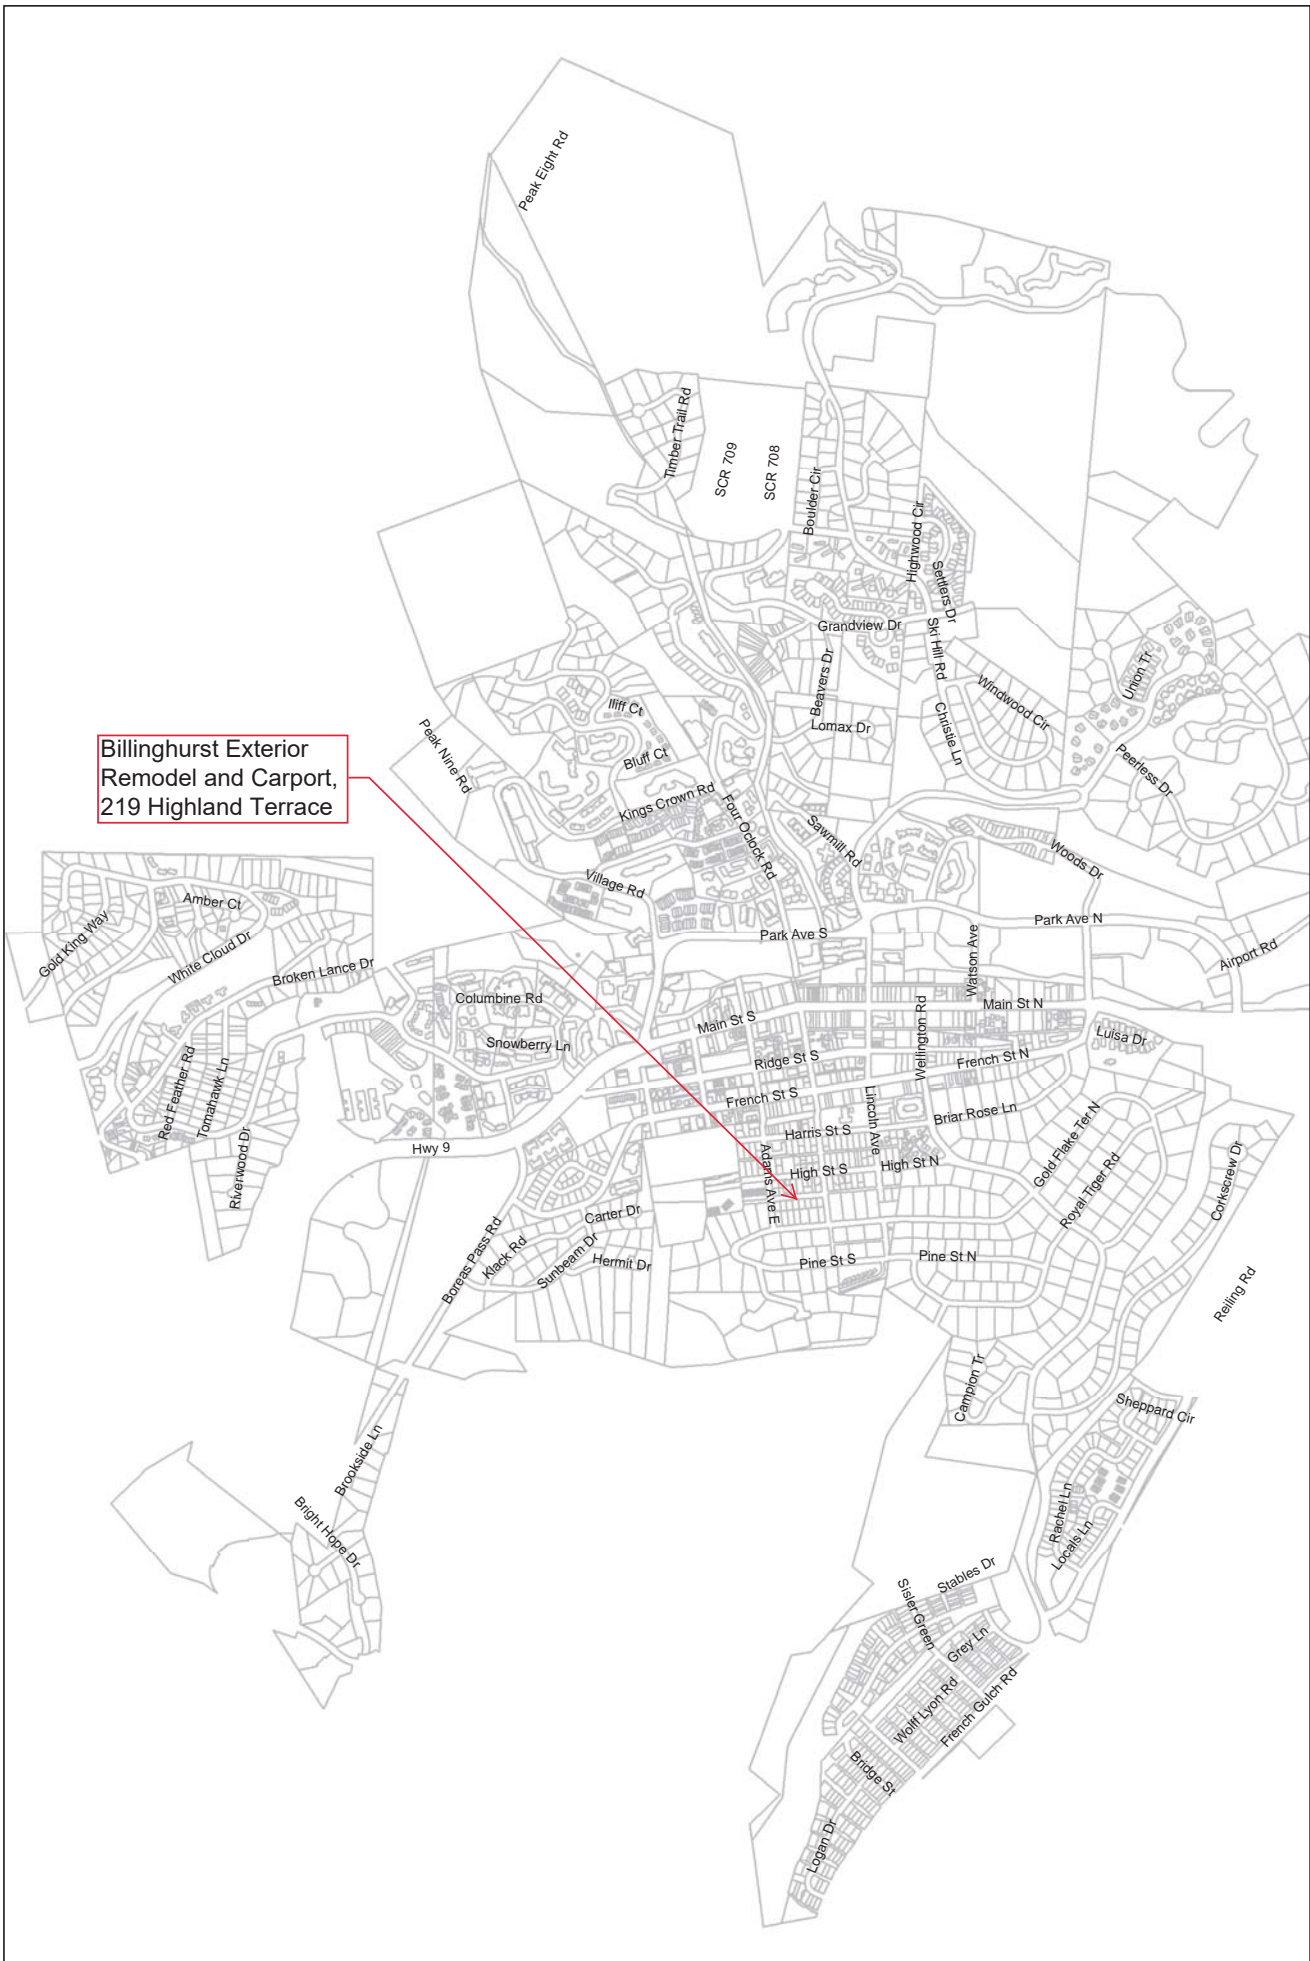 Peak Eight Rd
Timber Trail Rd
SCR 709
SCR 708
Boulder Cir
Highwood Cir
Settlers Dr
Grandview Dr
Ski Hill Rd
Beavers Dr
Union Tr
Windwood Cir
Iliff Ct
Lomax Dr
Christie Ln
Peak Nine Rd
Bluff Ct
Peerless Dr
Billinghurst Exterior
Remodel and Carport,
219 Highland Terrace
Kings Crown Rd
Four Oclock Rd
Sawmill Rd
Woods Dr
Village Rd
Amber Ct
Park Ave N
Gold King Way
White Cloud Dr
Park Ave S
Watson Ave
Airport Rd
Broken Lance Dr
Columbine Rd
Main St S
Main St N
Wellington Rd
Luisa Dr
Snowberry Ln
Ridge St S
French St N
Red Feather Rd
Tomahawk Ln
French St S
Lincoln Ave
Briar Rose Ln
Harris St S
Gold Flake Ter N
Hwy 9
Riverwood Dr
Adams Ave E
High St S
High St N
Royal Tiger Rd
Corkscrew Dr
Carter Dr
Boreas Pass Rd
Klack Rd
Sunbeam Dr
Hermit Dr
Pine St S
Pine St N
Reiling Rd
Campion Tr
Sheppard Cir
Brookside Ln
Bright Hope Dr
Rachel Ln
Locals Ln
Stables Dr
Sisler Green
Grey Ln
Wolff Lyon Rd
French Gulch Rd
Bridge St
Logan Dr